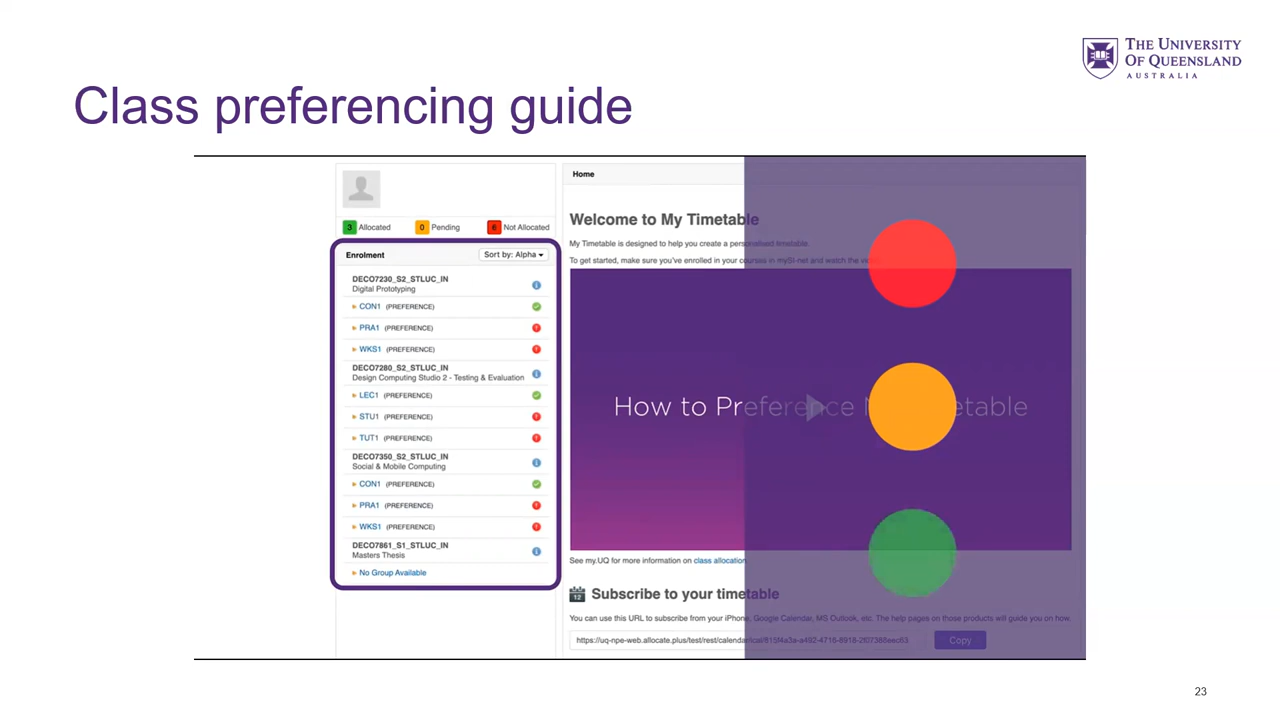 THE UNIVERSITY
OF QUEENSLAND
AUSTRALIA
Class preferencing guide
3 Allocated
0 Pending
6 Not Allocated
Enrolment
Sort by: Alpha
DECO7230_S2_STLUC_IN
Digital Prototyping
CON1 (PREFERENCE)
PRA1 (PREFERENCE)
WKS1 (PREFERENCE)
DECO7280_S2_STLUC_IN
Design Computing Studio 2 - Testing & Evaluation
LEC1 (PREFERENCE)
STU1 (PREFERENCE)
TUT1 (PREFERENCE)
DECO7350_S2_STLUC_IN
Social & Mobile Computing
CON1 (PREFERENCE)
PRA1 (PREFERENCE)
WKS1 (PREFERENCE)
DECO7861_S1_STLUC_IN
Masters Thesis
No Group Available
Home
Welcome to My Timetable
My Timetable is designed to help you create a personalised timetable.
To get started, make sure you've enrolled in your courses in mySI-net and watch the
How to Preference
See my.UQ for more information on class allocation
12 Subscribe to your timetable
You can use this URL to subscribe from your iPhone, Google Calendar, MS Outlook, etc. The help pages on those products will guide you on how.
Copy
23